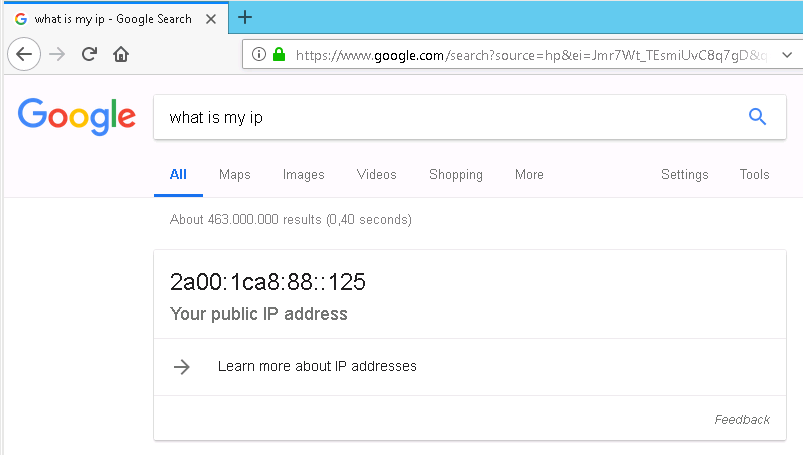 what is my ip - Google Search
https://www.google.com/search?source=hp&ei=Jmr7Wt_TEsmiUvC8q7gD&q
Google
what is my ip
All Maps Images Videos Shopping More Settings Tools
About 463.000.000 results (0,40 seconds)
2a00:1ca8:88::125
Your public IP address
Learn more about IP addresses
Feedback